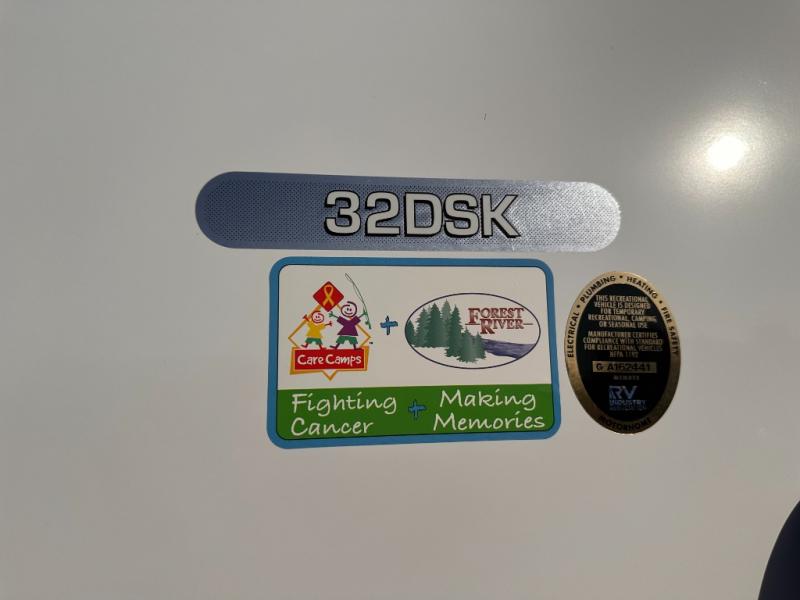 32DSK
Care Camps
+
FOREST
RIVER
Fighting + Making
Cancer Memories
ELECTRICAL • PLUMBING • HEATING • FIRE SAFETY
THIS RECREATIONAL
VEHICLE IS DESIGNED
FOR TEMPORARY
RECREATIONAL, CAMPING,
OR SEASONAL USE
MANUFACTURER CERTIFIES
COMPLIANCE WITH STANDARD
FOR RECREATIONAL VEHICLES
NFPA 1192
G A162441
RV
INDUSTRY
ASSOCIATION
MOTORHOME